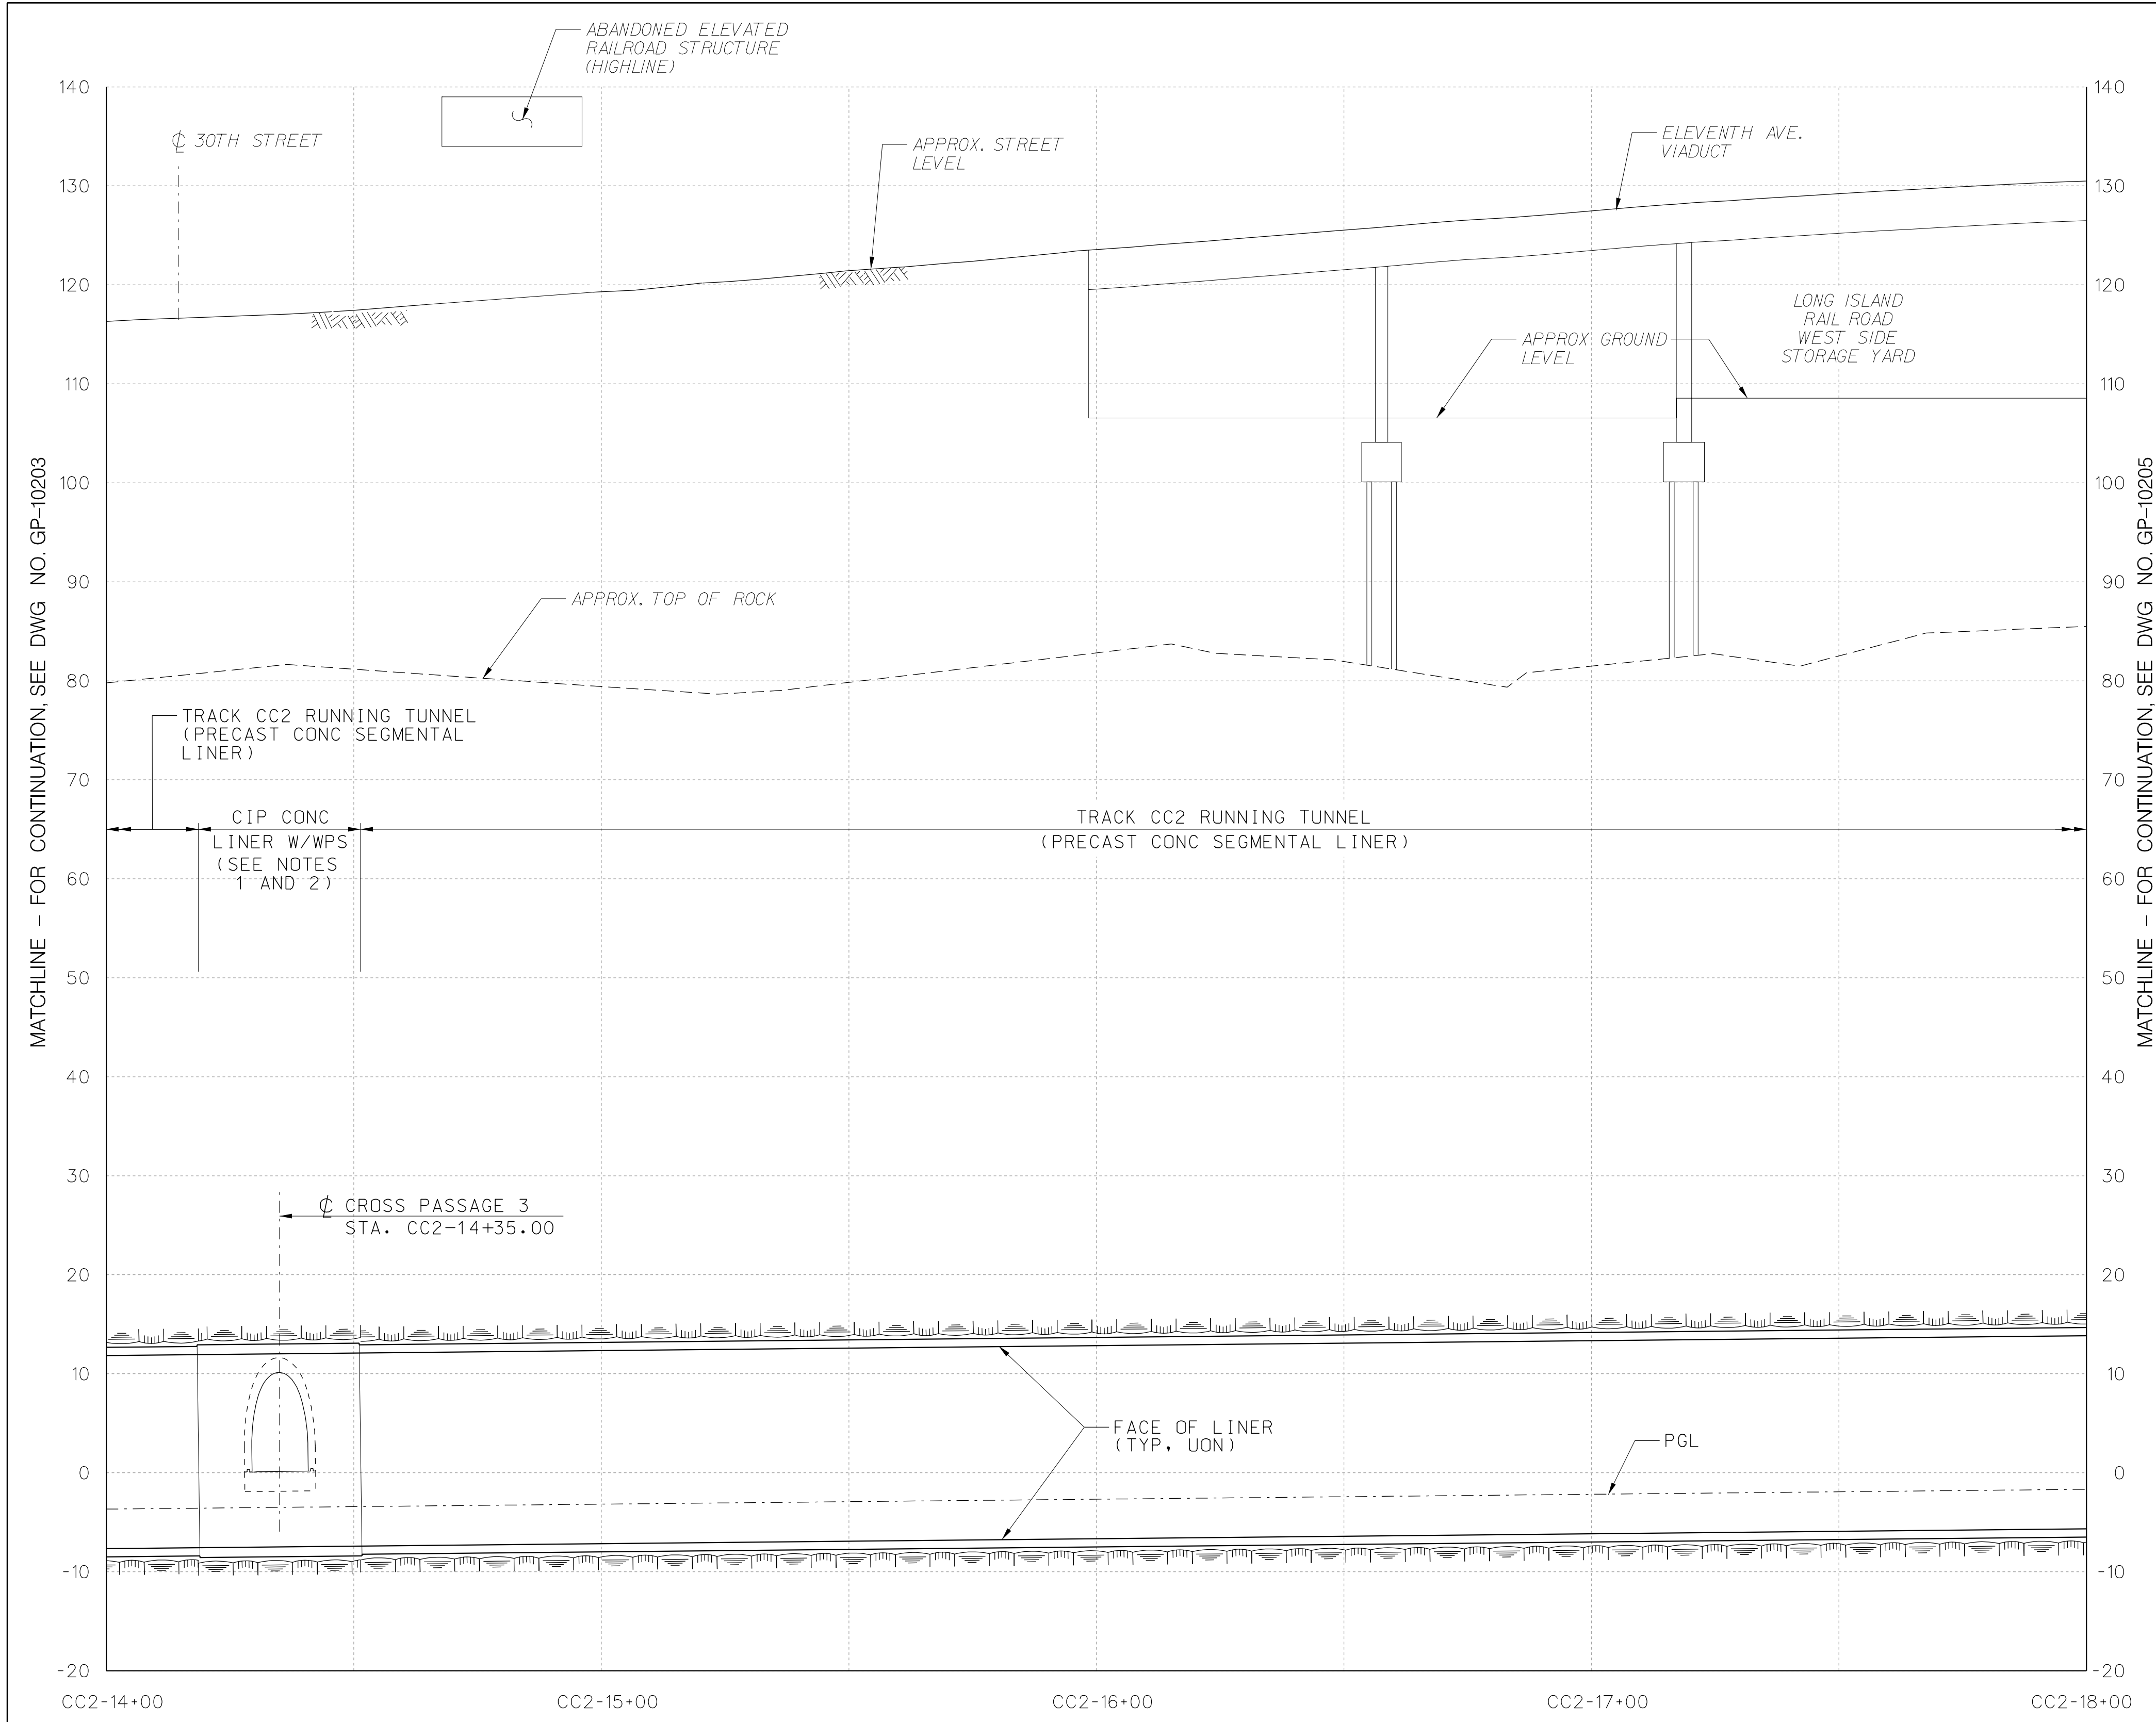 ABANDONED ELEVATED
RAILROAD STRUCTURE
(HIGHLINE)
140
140
℄ 30TH STREET
APPROX. STREET
LEVEL
ELEVENTH AVE.
VIADUCT
130
130
120
120
LONG ISLAND
RAIL ROAD
WEST SIDE
STORAGE YARD
APPROX GROUND
LEVEL
110
110
MATCHLINE - FOR CONTINUATION, SEE DWG NO. GP-10203
MATCHLINE - FOR CONTINUATION, SEE DWG NO. GP-10205
100
100
90
90
APPROX. TOP OF ROCK
80
80
TRACK CC2 RUNNING TUNNEL
(PRECAST CONC SEGMENTAL
LINER)
70
70
CIP CONC
LINER W/WPS
(SEE NOTES
1 AND 2)
TRACK CC2 RUNNING TUNNEL
(PRECAST CONC SEGMENTAL LINER)
60
60
50
50
40
40
30
30
℄ CROSS PASSAGE 3
STA. CC2-14+35.00
20
20
10
10
FACE OF LINER
(TYP, UON)
PGL
0
0
-10
-10
-20
-20
CC2-14+00
CC2-15+00
CC2-16+00
CC2-17+00
CC2-18+00